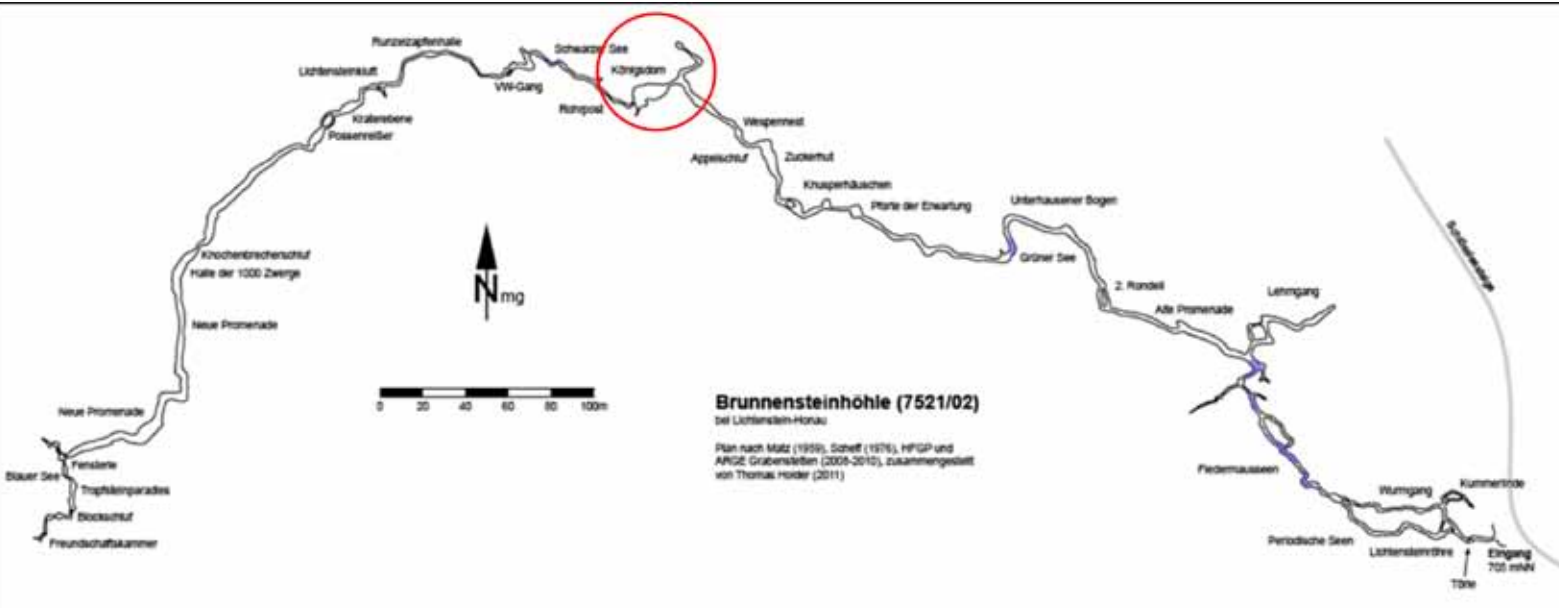 Runzelzapfenhalle
Schwarzer See
Lichtensteinkluft
Königsdom
VW-Gang
Rohrpost
Kraterebene
Possenreißer
Wespennest
Appelschluf
Zuckerhut
Knusperhäuschen
Pforte der Erwartung
Unterhausener Bogen
Grüner See
Knochenbrecherschluf
Halle der 1000 Zwerge
N mg
2. Rondell
Lehmgang
Alte Promenade
Neue Promenade
0 20 40 60 80 100m
Brunnensteinhöhle (7521/02)
bei Lichtenstein-Honau
Plan nach Matz (1959), Scheff (1976), HFGP und
ARGE Grabenstetten (2008-2010), zusammengestellt
von Thomas Holder (2011)
Neue Promenade
Fensterle
Blauer See
Tropfsteinparadies
Blockschluf
Freundschaftskammer
Fledermausseen
Wurmgang
Kummerlinde
Periodische Seen
Lichtensteinröhre
Eingang
705 mNN
Törle